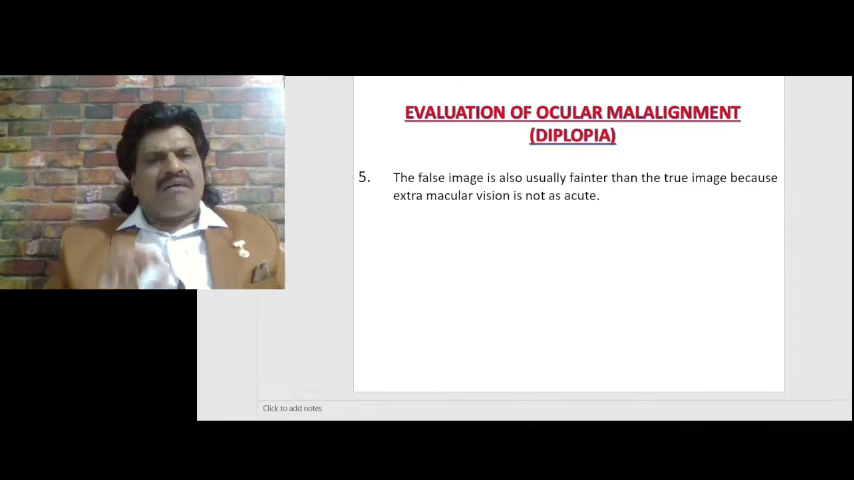 EVALUATION OF OCULAR MALALIGNMENT
(DIPLOPIA)
5. The false image is also usually fainter than the true image because
extra macular vision is not as acute.
Click to add notes